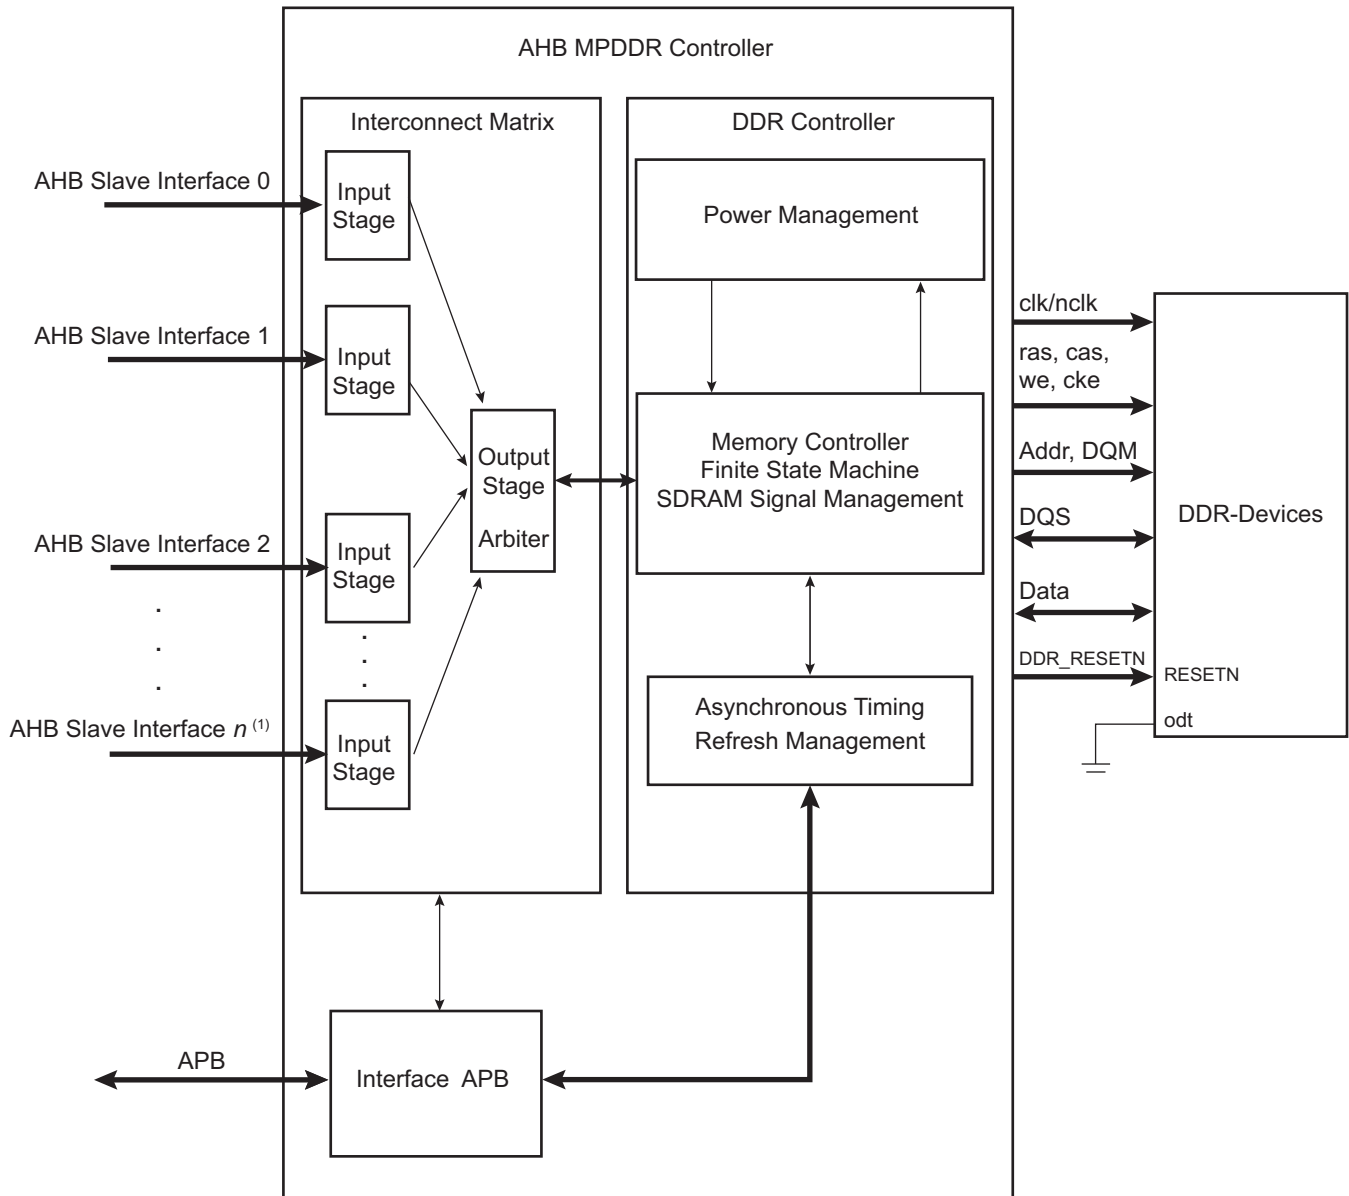 AHB MPDDR Controller
Interconnect Matrix
DDR Controller
AHB Slave Interface 0
Input
Stage
Power Management
AHB Slave Interface 1
Input
Stage
Output
Stage
Arbiter
Memory Controller
Finite State Machine
SDRAM Signal Management
AHB Slave Interface 2
Input
Stage
.
.
.
.
.
.
AHB Slave Interface n (1)
Input
Stage
Asynchronous Timing
Refresh Management
clk/nclk
ras, cas,
we, cke
Addr, DQM
DQS
Data
DDR_RESETN
DDR-Devices
RESETN
odt
APB
Interface APB